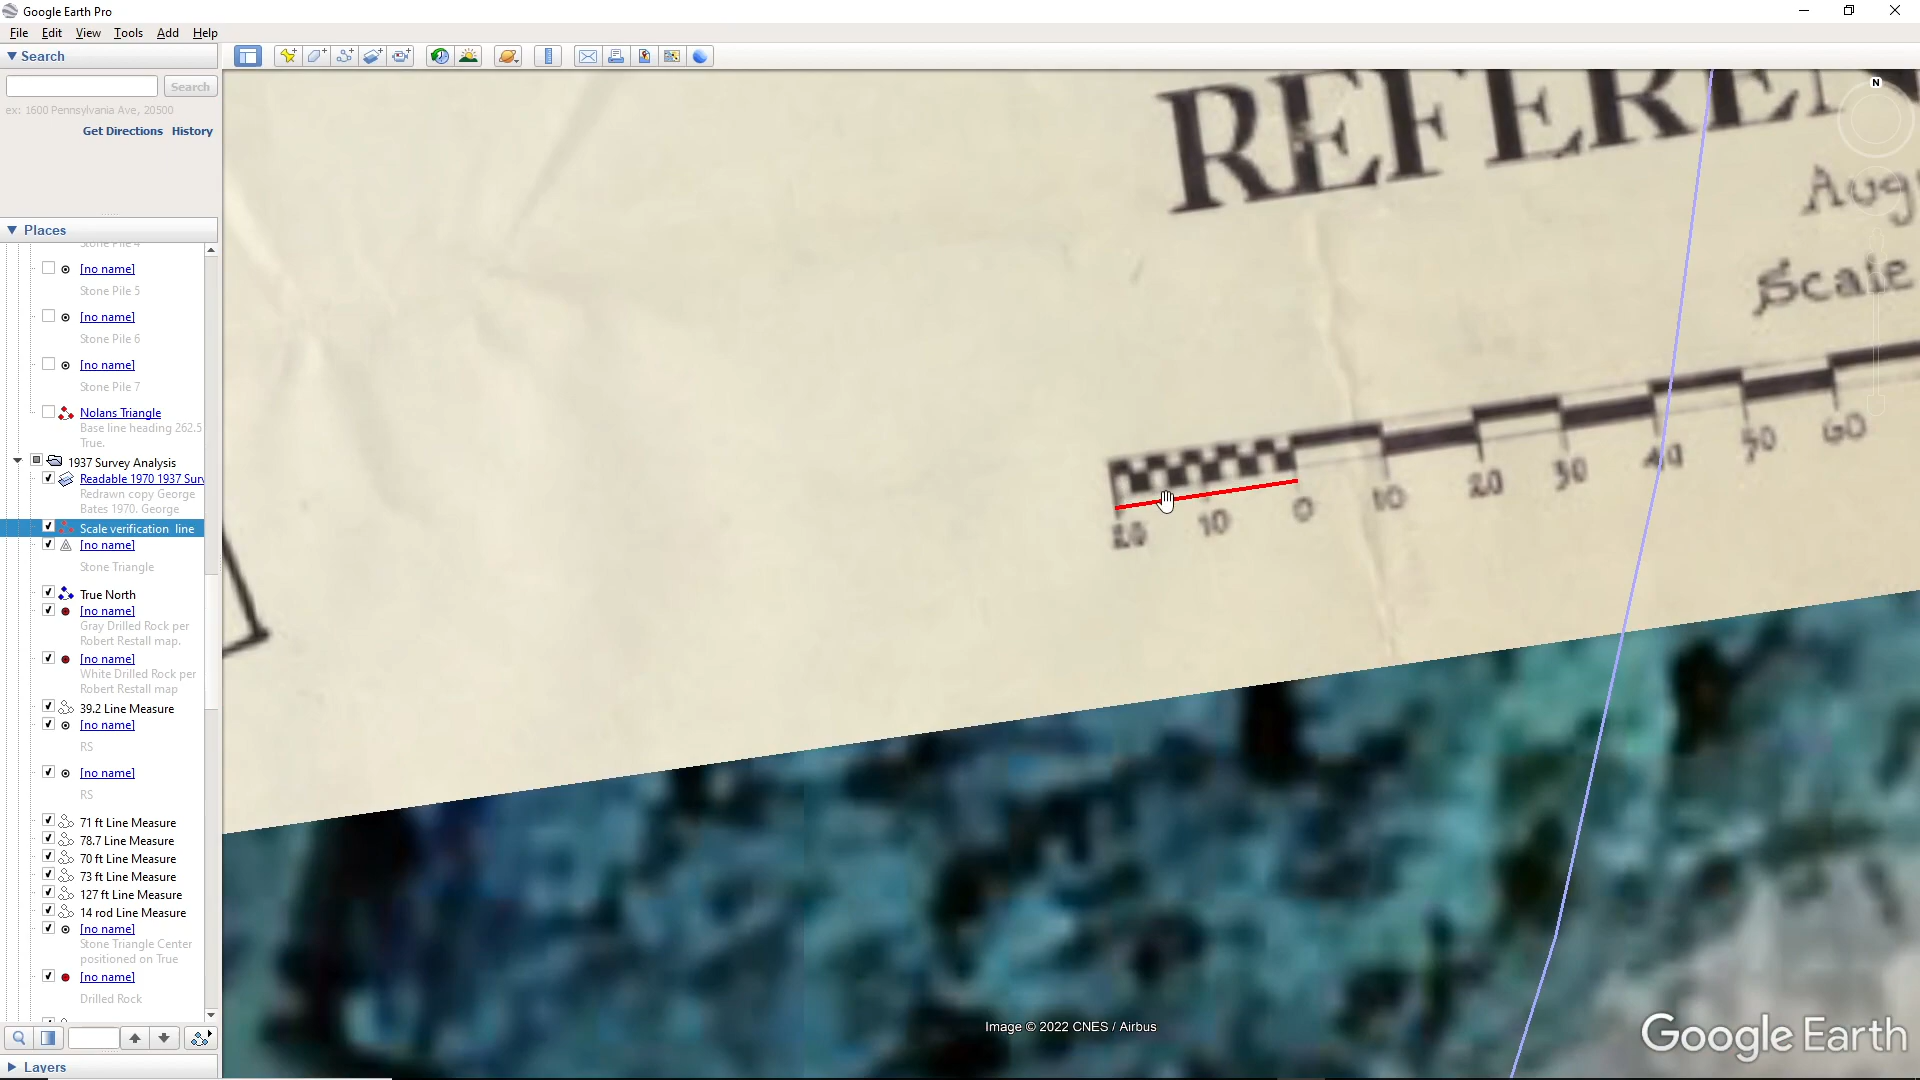 Google Earth Pro
File Edit View Tools Add Help
Search
Search
ex: 1600 Pennsylvania Ave, 20500
Get Directions History
Places
Stone Pile 4
[no name]
Stone Pile 5
[no name]
Stone Pile 6
[no name]
Stone Pile 7
Nolans Triangle
Base line heading 262.5
True.
1937 Survey Analysis
Readable 1970 1937 Surv
Redrawn copy George
Bates 1970. George
Scale verification line
[no name]
Stone Triangle
True North
[no name]
Gray Drilled Rock per
Robert Restall map.
[no name]
White Drilled Rock per
Robert Restall map
39.2 Line Measure
[no name]
RS
[no name]
RS
71 ft Line Measure
78.7 Line Measure
70 ft Line Measure
73 ft Line Measure
127 ft Line Measure
14 rod Line Measure
[no name]
Stone Triangle Center
positioned on True
[no name]
Drilled Rock
Layers
N
REFEREN
Augu
Scale
20 10 0 10 20 30 40 50 60
Image © 2022 CNES / Airbus
Google Earth